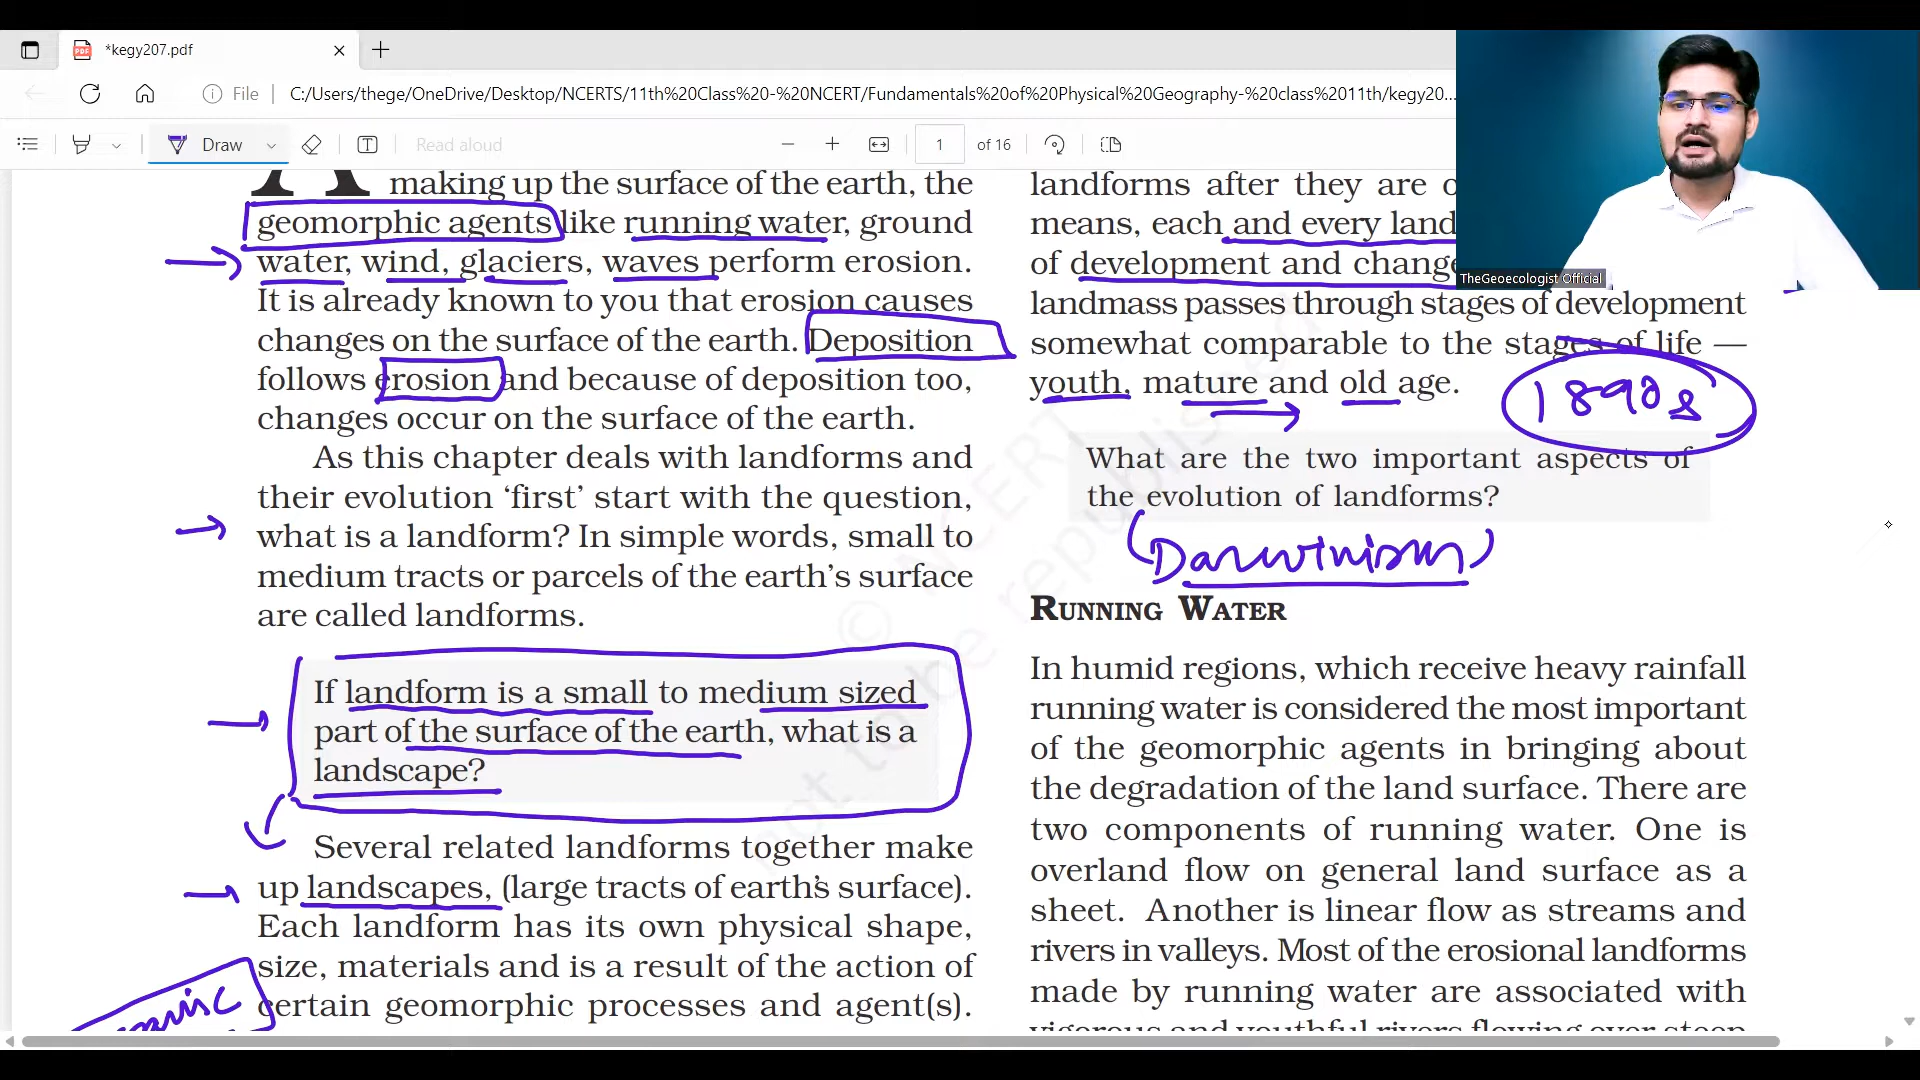 *kegy207.pdf
File
C:/Users/thege/OneDrive/Desktop/NCERTS/11th%20Class%20-%20NCERT/Fundamentals%20of%20Physical%20Geography-%20class%2011th/kegy20...
Draw
Read aloud
1 of 16
TheGeoecologist Official
making up the surface of the earth, the
geomorphic agents like running water, ground
water, wind, glaciers, waves perform erosion.
It is already known to you that erosion causes
changes on the surface of the earth. Deposition
follows erosion and because of deposition too,
changes occur on the surface of the earth.
As this chapter deals with landforms and
their evolution ‘first’ start with the question,
what is a landform? In simple words, small to
medium tracts or parcels of the earth’s surface
are called landforms.
If landform is a small to medium sized
part of the surface of the earth, what is a
landscape?
Several related landforms together make
up landscapes, (large tracts of earth’s surface).
Each landform has its own physical shape,
size, materials and is a result of the action of
certain geomorphic processes and agent(s).
landforms after they are
means, each and every land
of development and change
landmass passes through stages of development
somewhat comparable to the stages of life —
youth, mature and old age.
1890s
What are the two important aspects of
the evolution of landforms?
(Darwinism)
RUNNING WATER
In humid regions, which receive heavy rainfall
running water is considered the most important
of the geomorphic agents in bringing about
the degradation of the land surface. There are
two components of running water. One is
overland flow on general land surface as a
sheet. Another is linear flow as streams and
rivers in valleys. Most of the erosional landforms
made by running water are associated with
vigorous and youthful rivers flowing over steep
© NCERT
not to be republished